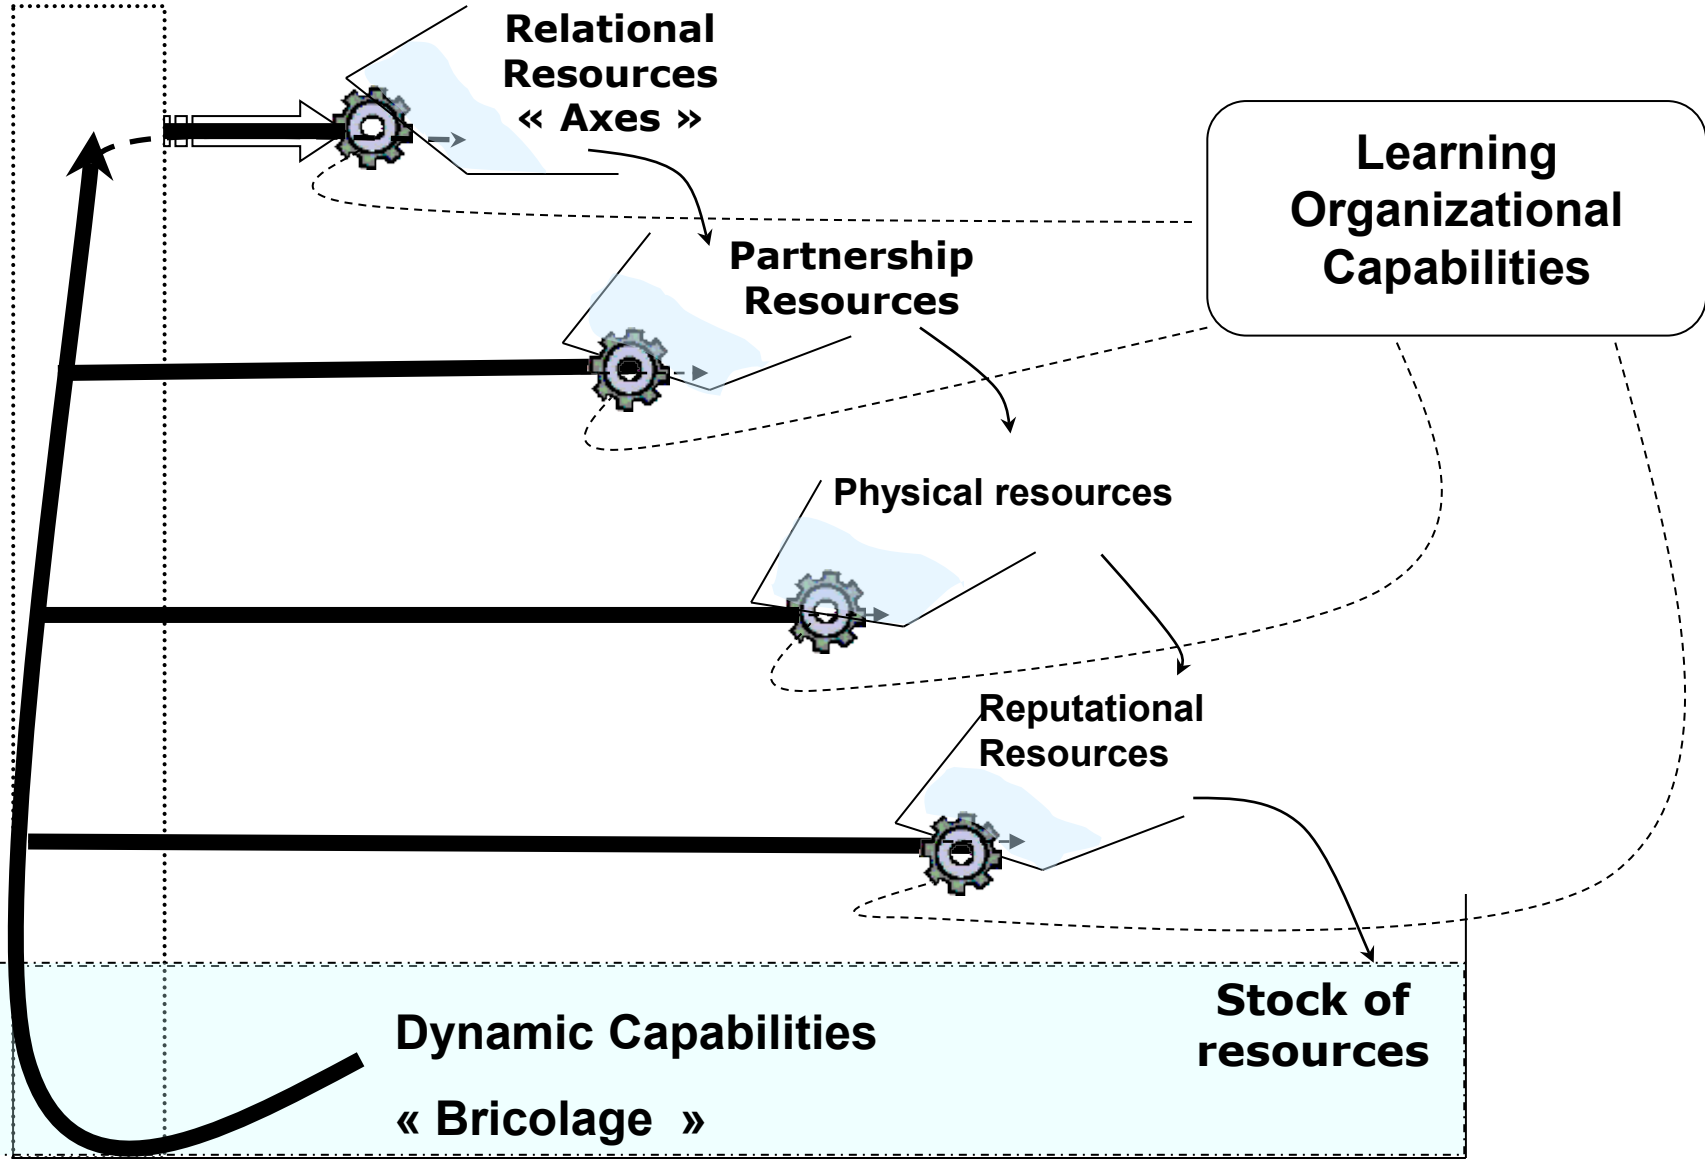 Relational
Resources
« Axes »
Learning
Organizational
Capabilities
Partnership
Resources
Physical resources
Reputational
Resources
Stock of
resources
Dynamic Capabilities
« Bricolage  »